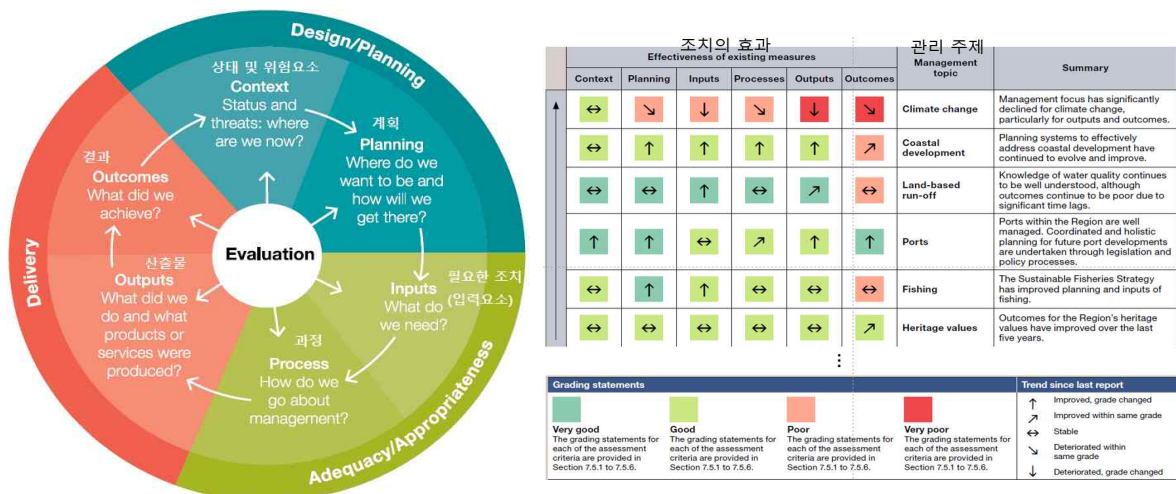 Design/Planning
상태 및 위험요소
Context
Status and
threats: where
are we now?
계획
Planning
Where do we
want to be and
how will we
get there?
결과
Outcomes
What did we
achieve?
Evaluation
Delivery
산출물
Outputs
What did we
do and what
products or
services were
produced?
필요한 조치
(입력요소)
Inputs
What do
we need?
과정
Process
How do we
go about
management?
Adequacy/Appropriateness
조치의 효과
관리 주제
Effectiveness of existing measures
Management
topic
Summary
Context Planning Inputs Processes Outputs Outcomes
↔ ↘ ↓ ↘ ↓ ↘
Climate change
Management focus has significantly
declined for climate change,
particularly for outputs and outcomes.
↔ ↑ ↑ ↑ ↑ ↗
Coastal
development
Planning systems to effectively
address coastal development have
continued to evolve and improve.
↔ ↔ ↑ ↔ ↗ ↔
Land-based
run-off
Knowledge of water quality continues
to be well understood, although
outcomes continue to be poor due to
significant time lags.
↑ ↑ ↔ ↗ ↑ ↑
Ports
Ports within the Region are well
managed. Coordinated and holistic
planning for future port developments
are undertaken through legislation and
policy processes.
↔ ↑ ↑ ↔ ↔ ↔
Fishing
The Sustainable Fisheries Strategy
has improved planning and inputs of
fishing.
↔ ↔ ↔ ↔ ↔ ↗
Heritage values
Outcomes for the Region's heritage
values have improved over the last
five years.
⋮
Grading statements
Very good
The grading statements for
each of the assessment
criteria are provided in
Section 7.5.1 to 7.5.6.
Good
The grading statements for
each of the assessment
criteria are provided in
Section 7.5.1 to 7.5.6.
Poor
The grading statements for
each of the assessment
criteria are provided in
Section 7.5.1 to 7.5.6.
Very poor
The grading statements for
each of the assessment
criteria are provided in
Section 7.5.1 to 7.5.6.
Trend since last report
↑ Improved, grade changed
↗ Improved within same grade
↔ Stable
↘ Deteriorated within
same grade
↓ Deteriorated, grade changed